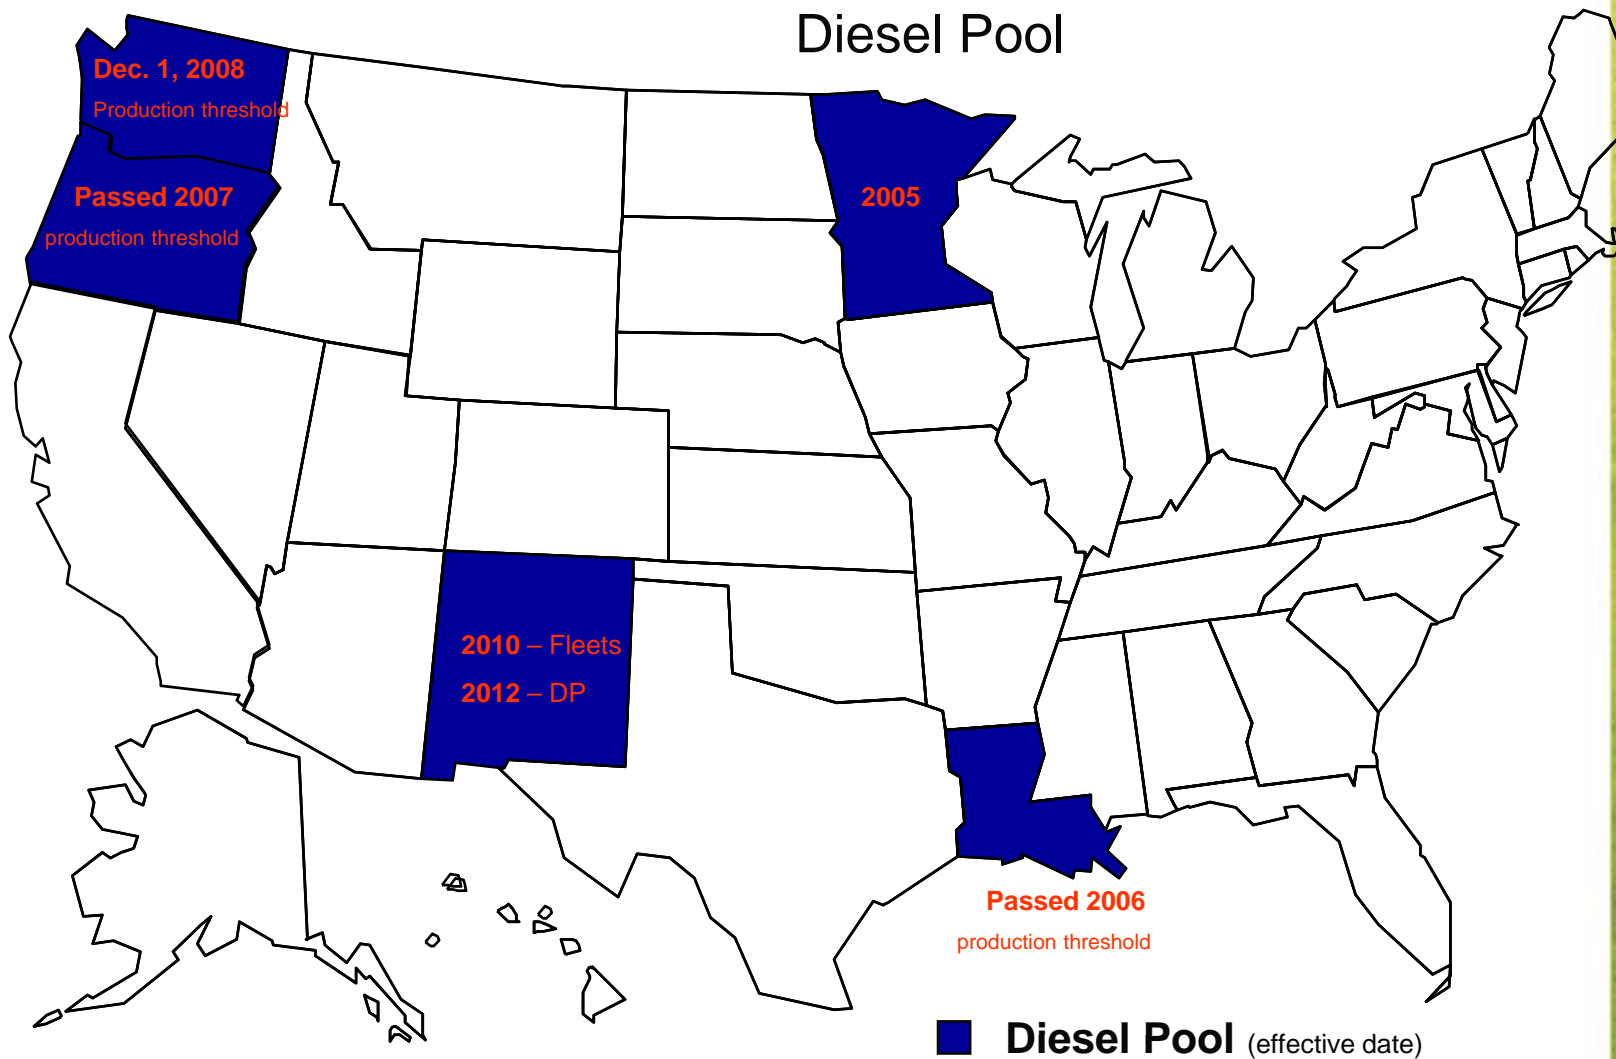 Diesel Pool
Dec. 1, 2008
Production threshold
Passed 2007
production threshold
2005
2010 – Fleets
2012 – DP
Passed 2006
production threshold
Diesel Pool (effective date)